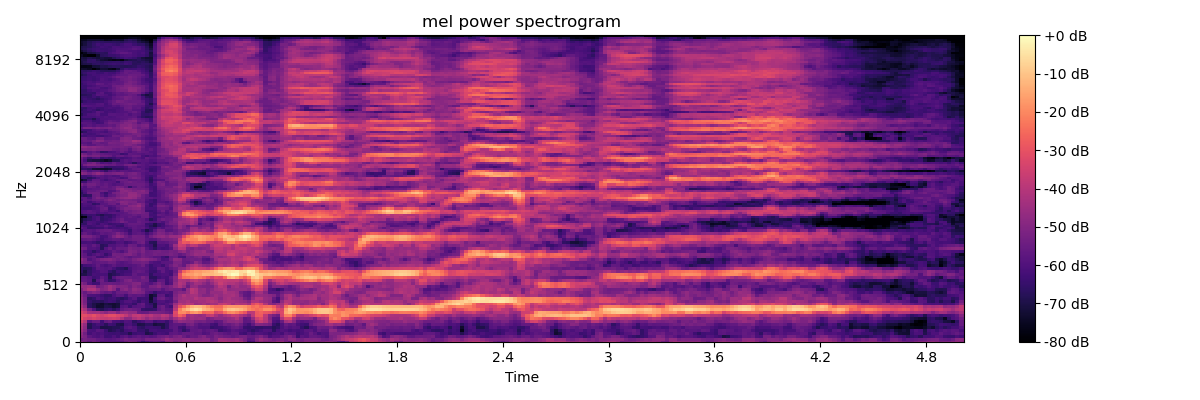 mel power spectrogram
8192
4096
2048
1024
512
0
Hz
0 0.6 1.2 1.8 2.4 3 3.6 4.2 4.8
Time
+0 dB
-10 dB
-20 dB
-30 dB
-40 dB
-50 dB
-60 dB
-70 dB
-80 dB